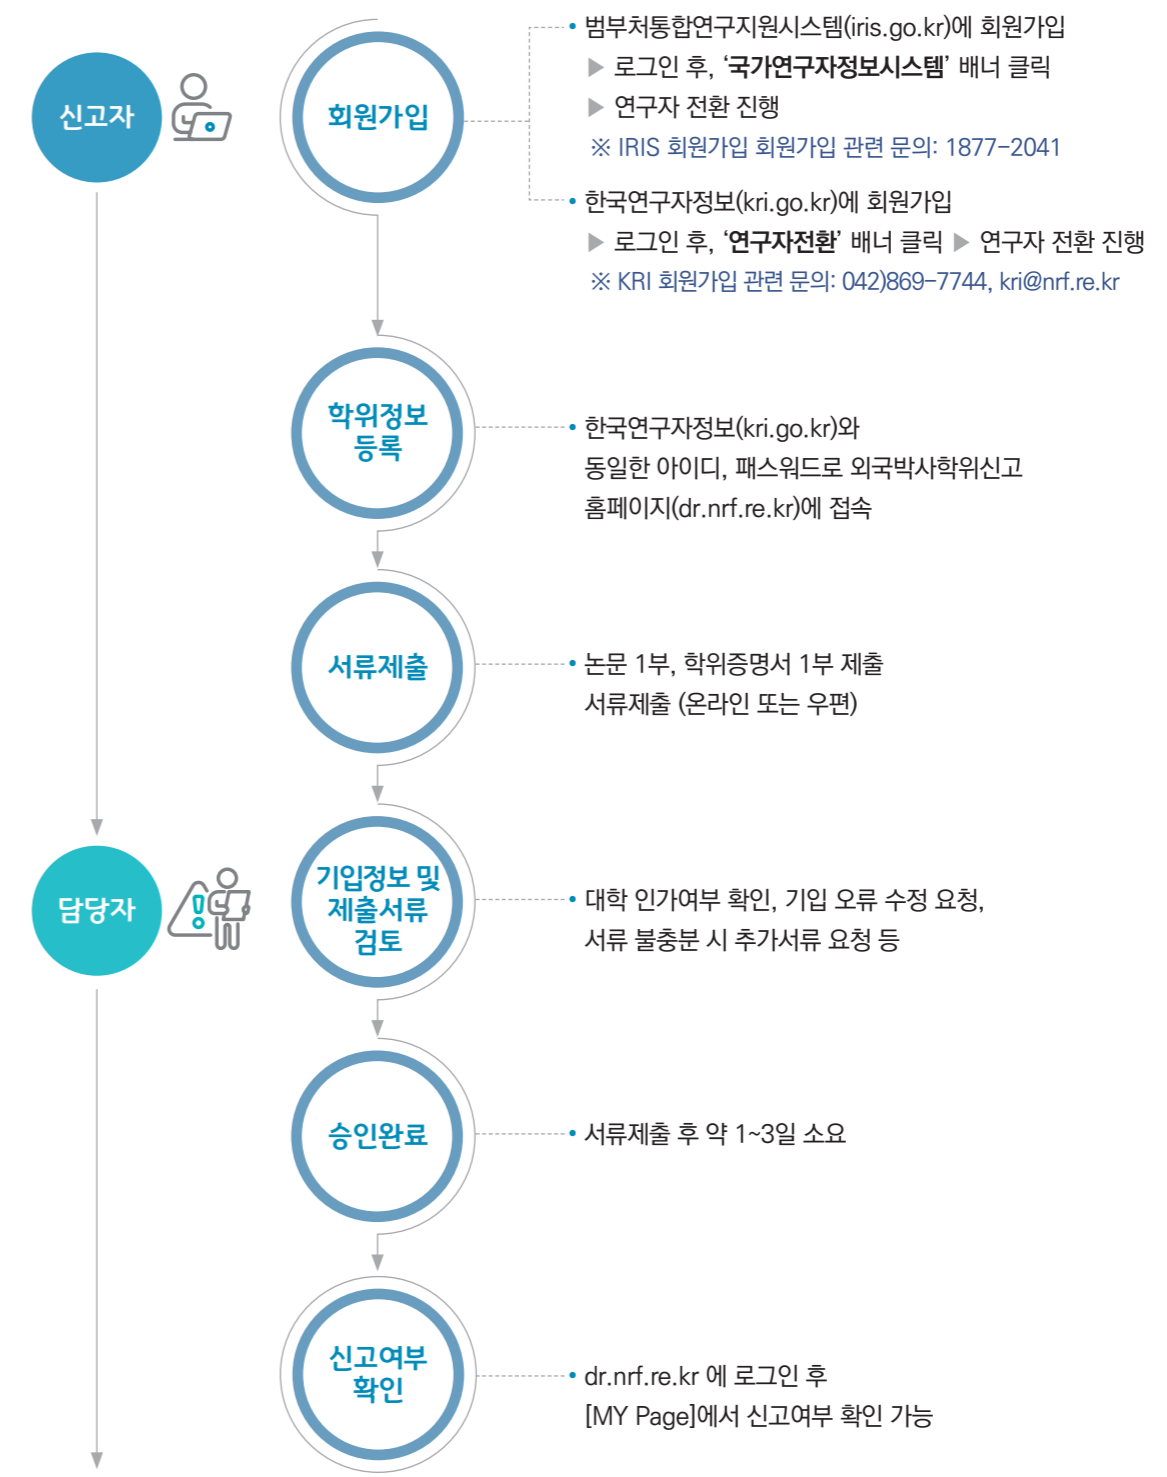 신고자
회원가입
• 범부처통합연구지원시스템(iris.go.kr)에 회원가입
▶ 로그인 후, ‘국가연구자정보시스템’ 배너 클릭
▶ 연구자 전환 진행
※ IRIS 회원가입 회원가입 관련 문의: 1877-2041
• 한국연구자정보(kri.go.kr)에 회원가입
▶ 로그인 후, ‘연구자전환’ 배너 클릭 ▶ 연구자 전환 진행
※ KRI 회원가입 관련 문의: 042)869-7744, kri@nrf.re.kr
학위정보
등록
• 한국연구자정보(kri.go.kr)와
동일한 아이디, 패스워드로 외국박사학위신고
홈페이지(dr.nrf.re.kr)에 접속
서류제출
• 논문 1부, 학위증명서 1부 제출
서류제출 (온라인 또는 우편)
담당자
기입정보 및
제출서류
검토
• 대학 인가여부 확인, 기입 오류 수정 요청,
서류 불충분 시 추가서류 요청 등
승인완료
• 서류제출 후 약 1~3일 소요
신고여부
확인
• dr.nrf.re.kr 에 로그인 후
[MY Page]에서 신고여부 확인 가능